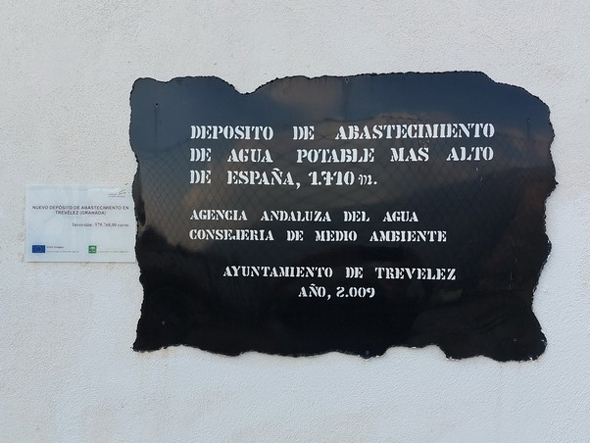 DEPOSITO DE ABASTECIMIENTO
DE AGUA POTABLE MAS ALTO
DE ESPAÑA, 1.710 m.
AGENCIA ANDALUZA DEL AGUA
CONSEJERIA DE MEDIO AMBIENTE
AYUNTAMIENTO DE TREVELEZ
AÑO, 2.009
NUEVO DEPÓSITO DE ABASTECIMIENTO EN
TREVÉLEZ (GRANADA)